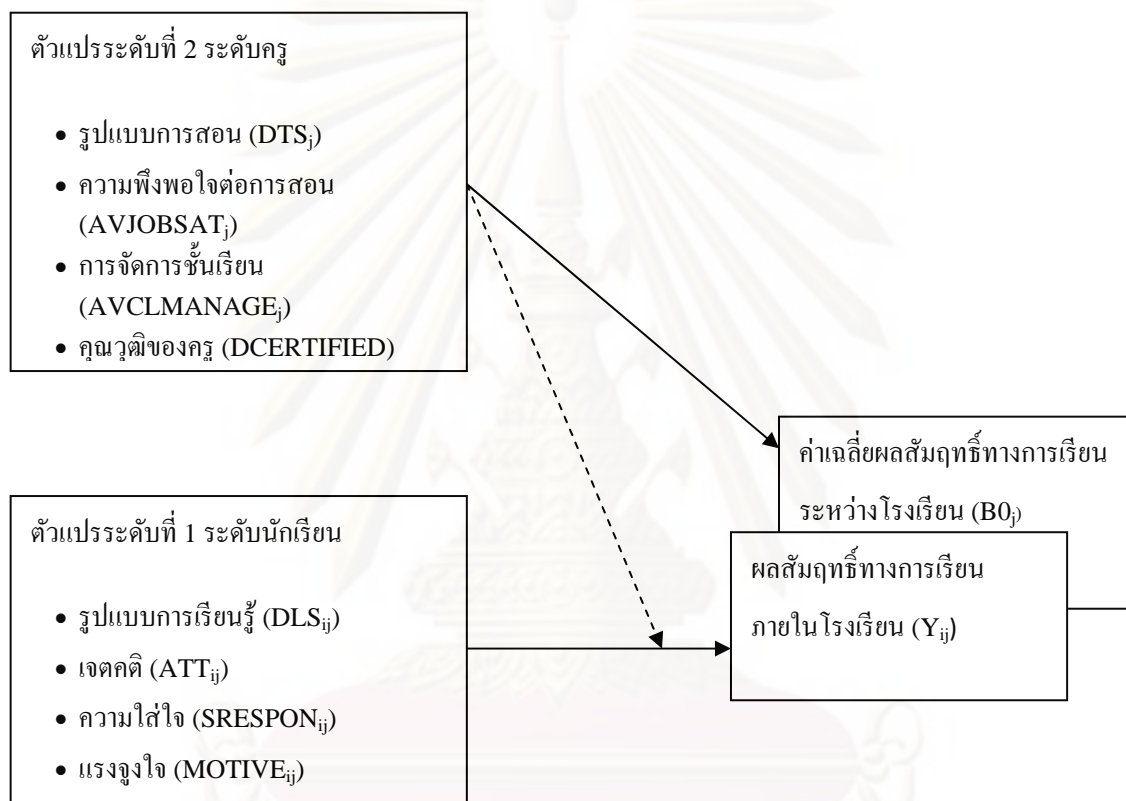 ตัวแปรระดับที่ 2 ระดับครู
• รูปแบบการสอน (DTSj)
• ความพึงพอใจต่อการสอน
(AVJOBSATj)
• การจัดการชั้นเรียน
(AVCLMANAGEj)
• คุณวุฒิของครู (DCERTIFIED)
ค่าเฉลี่ยผลสัมฤทธิ์ทางการเรียน
ระหว่างโรงเรียน (B0j)
ตัวแปรระดับที่ 1 ระดับนักเรียน
• รูปแบบการเรียนรู้ (DLSij)
• เจตคติ (ATTij)
• ความใส่ใจ (SRESPONij)
• แรงจูงใจ (MOTIVEij)
ผลสัมฤทธิ์ทางการเรียน
ภายในโรงเรียน (Yij)